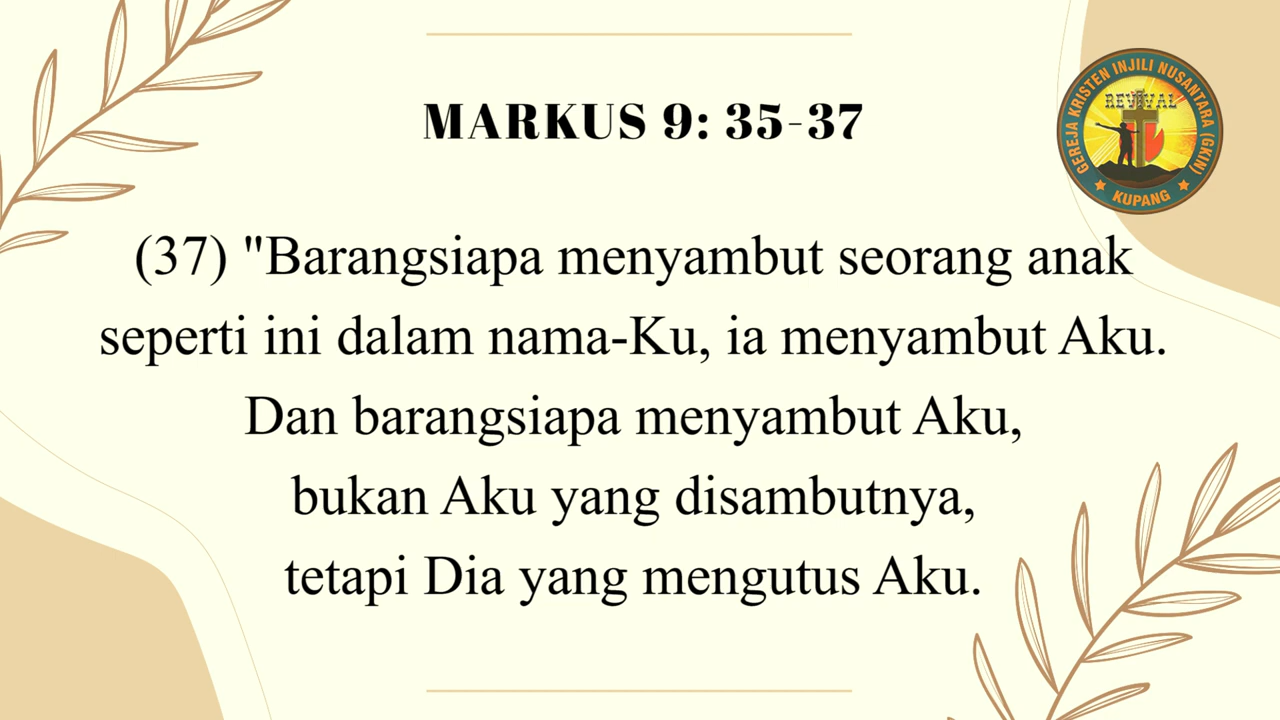 MARKUS 9: 35-37
GEREJA KRISTEN INJILI NUSANTARA (GKIN)
REVIVAL
KUPANG
(37) "Barangsiapa menyambut seorang anak
seperti ini dalam nama-Ku, ia menyambut Aku.
Dan barangsiapa menyambut Aku,
bukan Aku yang disambutnya,
tetapi Dia yang mengutus Aku.